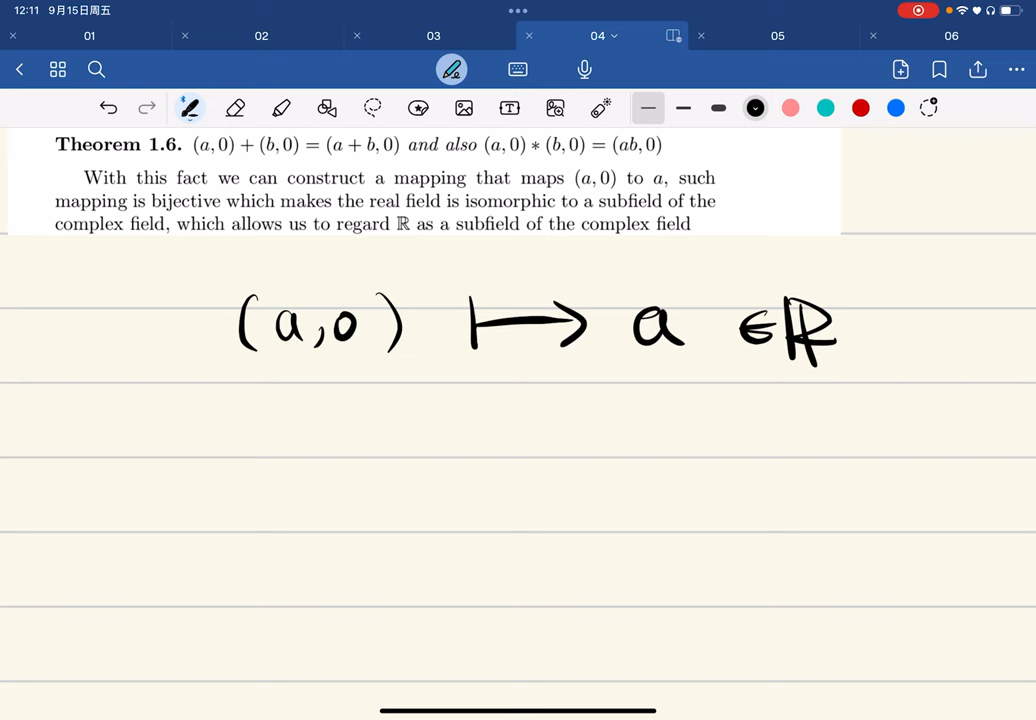 12:11 9月15日周五
01 02 03 04 05 06
Theorem 1.6. (a, 0) + (b, 0) = (a + b, 0) and also (a, 0) ∗ (b, 0) = (ab, 0)
With this fact we can construct a mapping that maps (a, 0) to a, such
mapping is bijective which makes the real field is isomorphic to a subfield of the
complex field, which allows us to regard ℝ as a subfield of the complex field
(a,0) ↦ a ∈ℝ